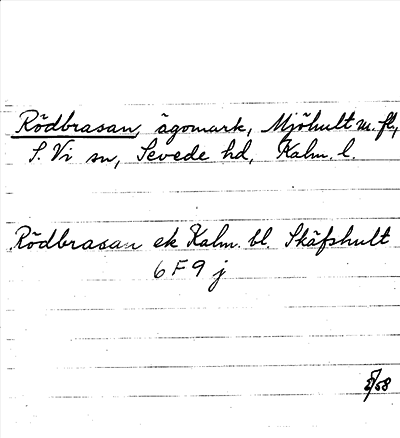 Rödbrasan, ägomark, Mjöhult m. fl.,
S. Vi sn, Sevede hd, Kalm. l.
Rödbrasan ek Kalm. bl. Skäfshult
6 F 9 j